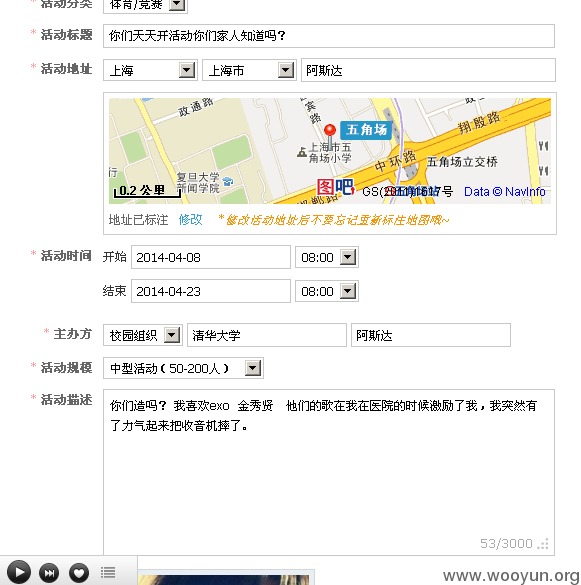 * 活动分类 体育/竞赛
* 活动标题 你们天天开活动你们家人知道吗?
* 活动地址 上海 上海市 阿斯达
政通路
宾路
五角场
翔殷路
上海市五
角场小学
中环路
五角场立交桥
行
复旦大学
新闻学院
邯郸路
0.2 公里
图吧
Data © NavInfo
地址已标注 修改 *修改活动地址后不要忘记重新标注地图哦~
* 活动时间 开始 2014-04-08 08:00
结束 2014-04-23 08:00
* 主办方 校园组织 清华大学 阿斯达
* 活动规模 中型活动 ( 50-200人 )
* 活动描述 你们造吗? 我喜欢exo 金秀贤 他们的歌在我在医院的时候激励了我,我突然有
了力气起来把收音机摔了。
53/3000
www.wooyun.org